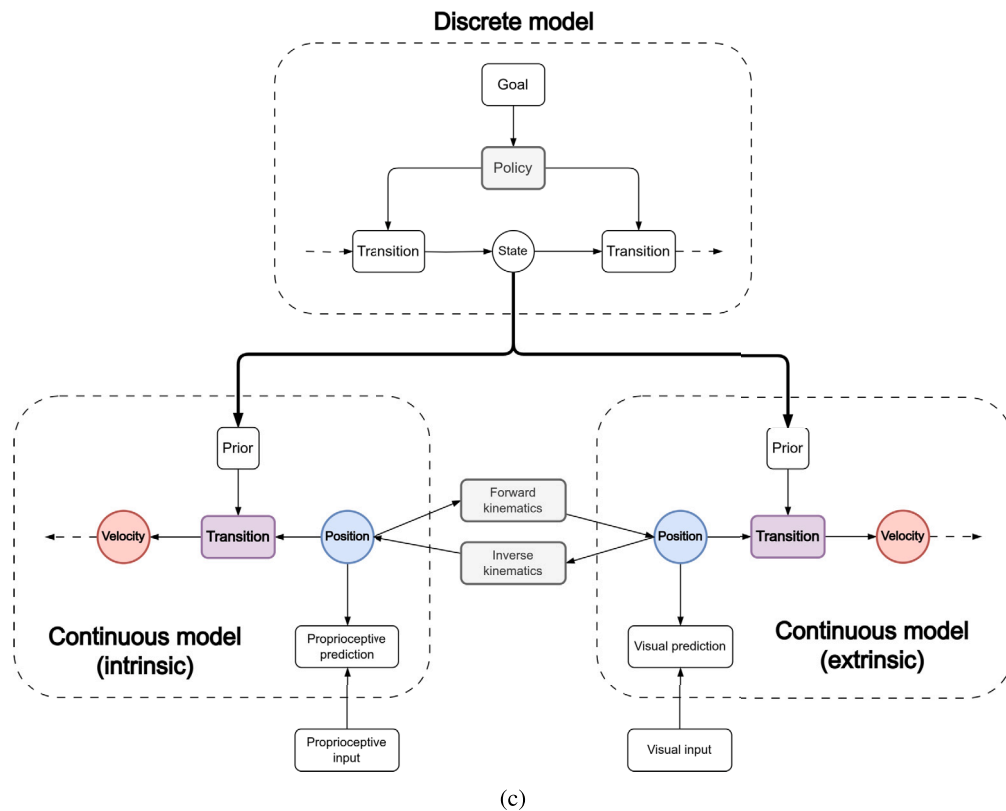 Discrete model
Goal
Policy
Transition
State
Transition
Prior
Prior
Forward
kinematics
Velocity
Transition
Position
Position
Transition
Velocity
Inverse
kinematics
Continuous model
(intrinsic)
Proprioceptive
prediction
Visual prediction
Continuous model
(extrinsic)
Proprioceptive
input
Visual input
(c)